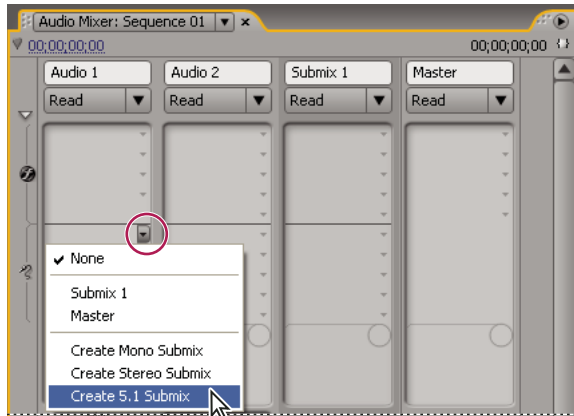 Audio Mixer: Sequence 01
00;00;00;00 00;00;00;00
Audio 1 Audio 2 Submix 1 Master
Read Read Read Read
None
Submix 1
Master
Create Mono Submix
Create Stereo Submix
Create 5.1 Submix